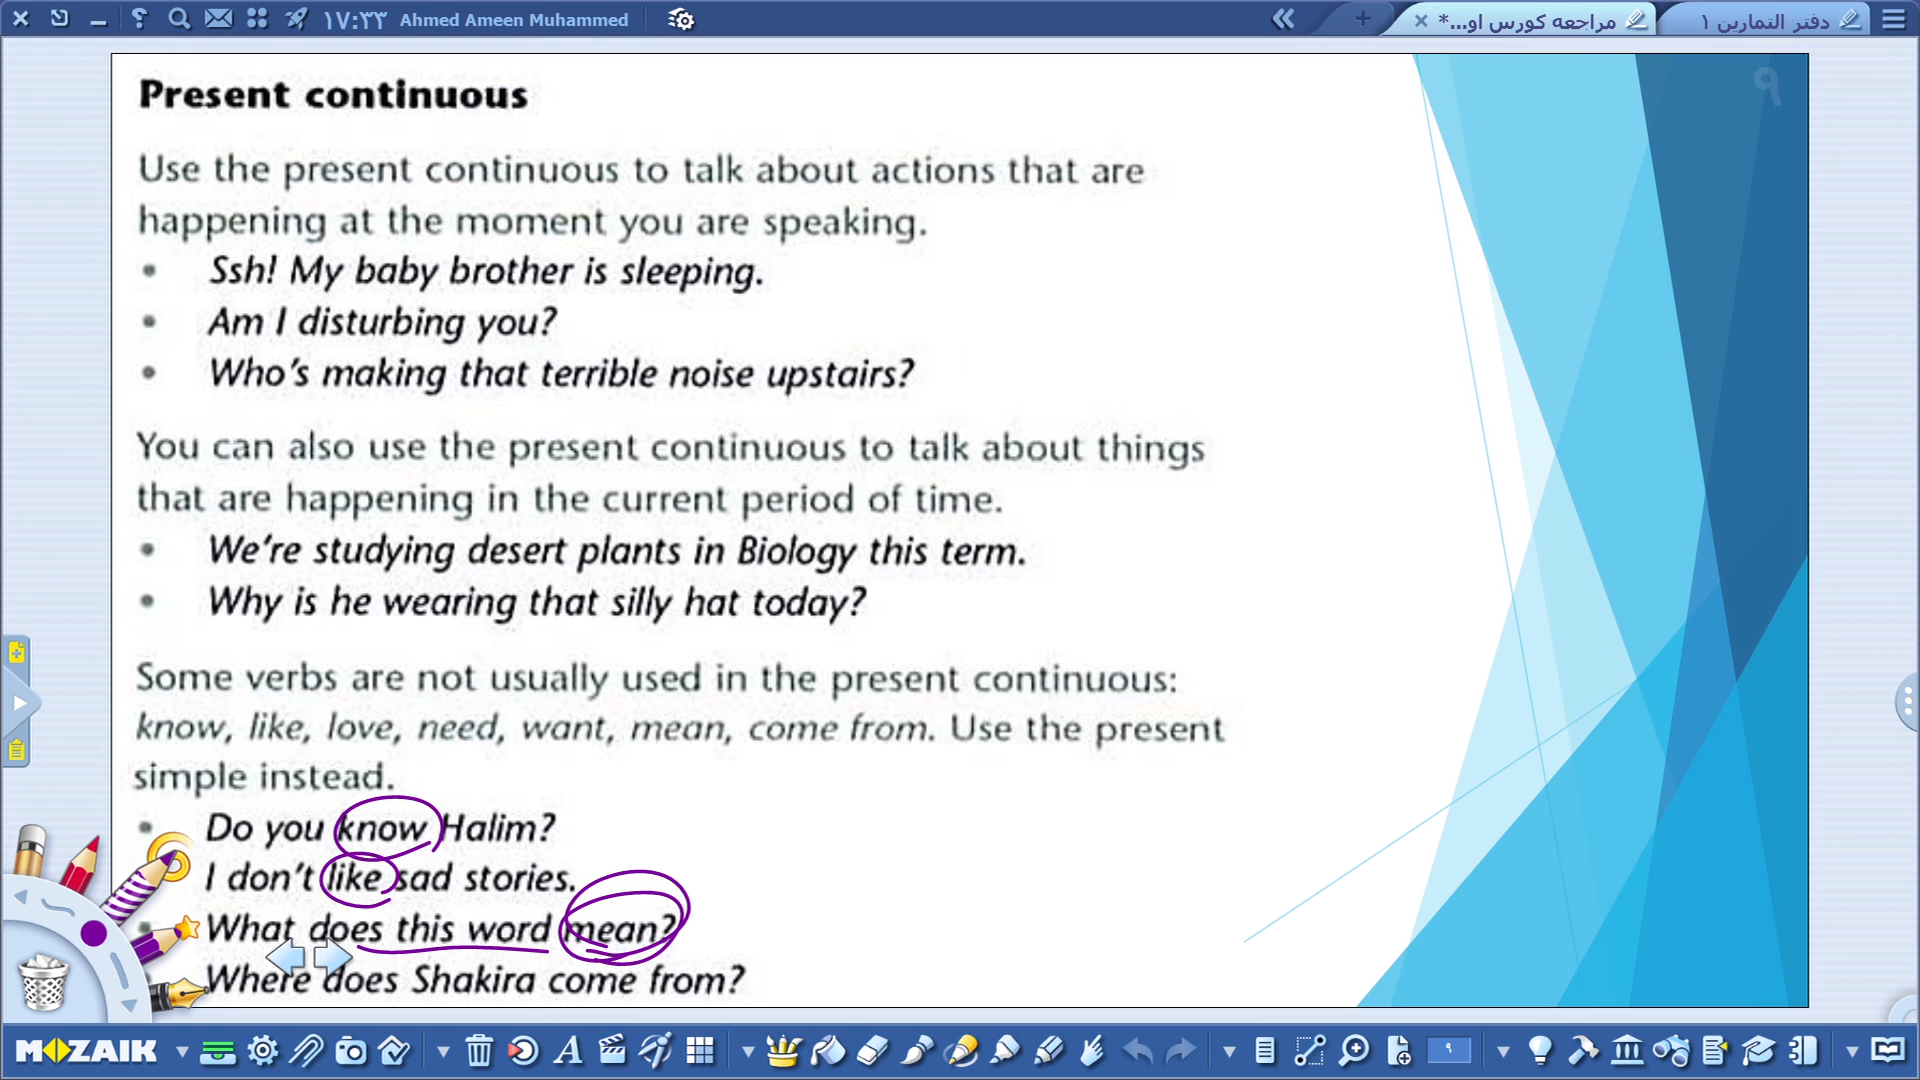 ١٧:٣٣ Ahmed Ameen Muhammed
*مراجعه كورس او...
دفتر التمارين ١
٩
Present continuous
Use the present continuous to talk about actions that are
happening at the moment you are speaking.
• Ssh! My baby brother is sleeping.
• Am I disturbing you?
• Who's making that terrible noise upstairs?
You can also use the present continuous to talk about things
that are happening in the current period of time.
• We're studying desert plants in Biology this term.
• Why is he wearing that silly hat today?
Some verbs are not usually used in the present continuous:
know, like, love, need, want, mean, come from. Use the present
simple instead.
• Do you know Halim?
I don't like sad stories.
• What does this word mean?
Where does Shakira come from?
MOZAIK
٩